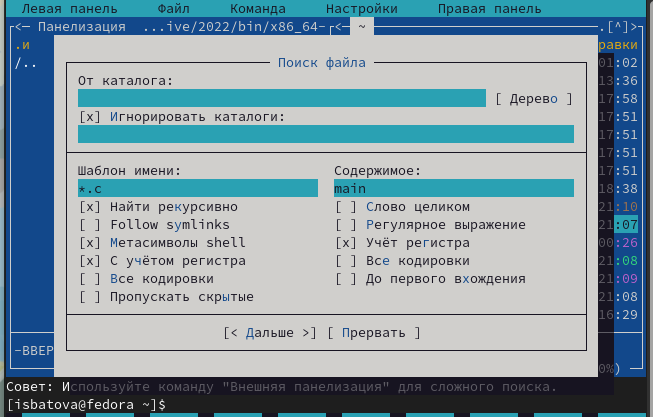 Левая панель Файл Команда Настройки Правая панель
<─ Панелизация ...ive/2022/bin/x86_64- <─ ~ .[^]>
.и равки
/.. 01:02
13:36
Поиск файла
От каталога: 17:58
[ Дерево ]
[x] Игнорировать каталоги: 17:51
17:51
17:51
Шаблон имени: Содержимое: 17:51
*.c main 18:38
[x] Найти рекурсивно [ ] Слово целиком 21:10
[ ] Follow symlinks [ ] Регулярное выражение 21:07
[x] Метасимволы shell [x] Учёт регистра 00:26
[x] С учётом регистра [ ] Все кодировки 21:08
[ ] Все кодировки [ ] До первого вхождения 21:09
[ ] Пропускать скрытые 21:08
16:29
[< Дальше >] [ Прервать ]
-ВВЕР
0%)
Совет: Используйте команду "Внешняя панелизация" для сложного поиска.
[isbatova@fedora ~]$